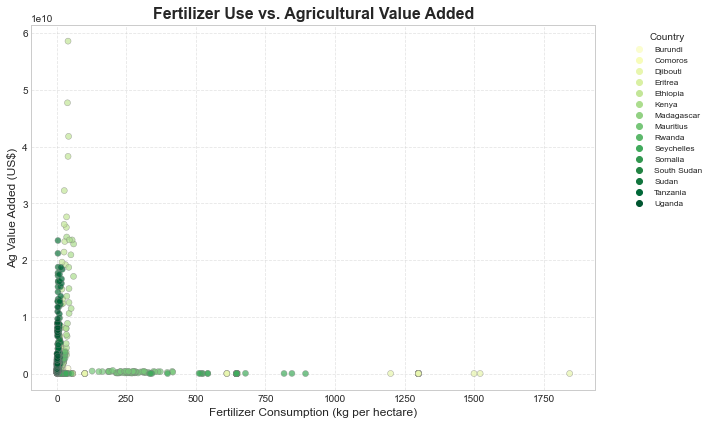 Fertilizer Use vs. Agricultural Value Added
1e10
6
5
4
3
2
1
0
Ag Value Added (US$)
0
250
500
750
1000
1250
1500
1750
Fertilizer Consumption (kg per hectare)
Country
Burundi
Comoros
Djibouti
Eritrea
Ethiopia
Kenya
Madagascar
Mauritius
Rwanda
Seychelles
Somalia
South Sudan
Sudan
Tanzania
Uganda